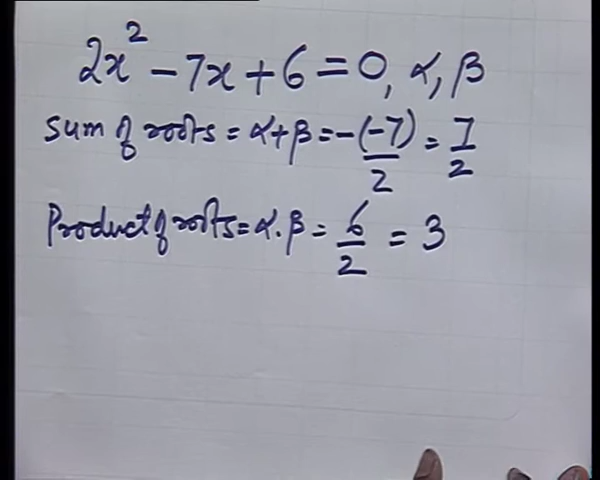 2x² - 7x + 6 = 0, α, β
Sum of roots = α + β = -(-7)/2 = 7/2
Product of roots = α . β = 6/2 = 3